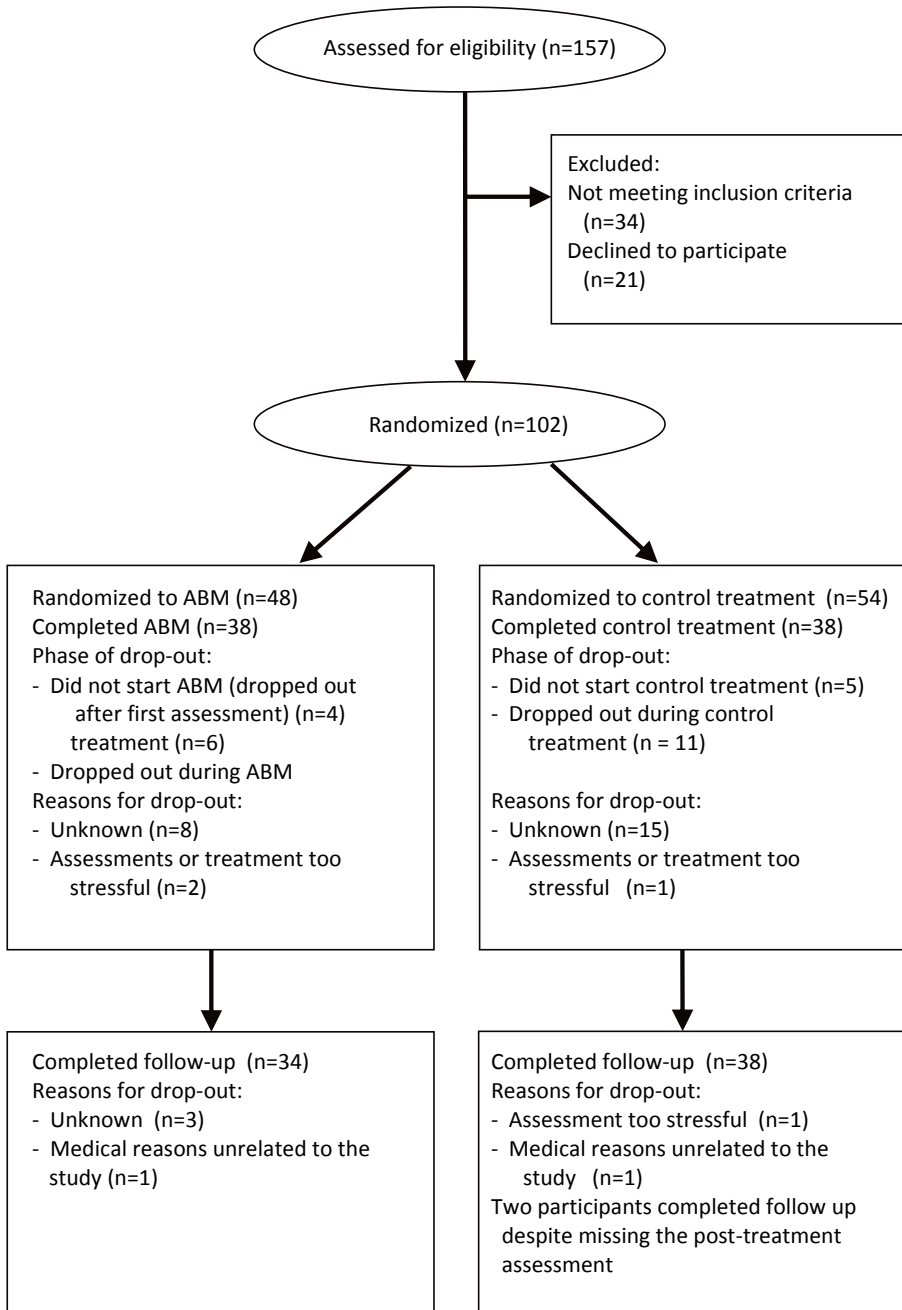 Assessed for eligibility (n=157)
Excluded:
Not meeting inclusion criteria
(n=34)
Declined to participate
(n=21)
Randomized (n=102)
Randomized to ABM (n=48)
Completed ABM (n=38)
Phase of drop-out:
- Did not start ABM (dropped out
after first assessment) (n=4)
treatment (n=6)
- Dropped out during ABM
Reasons for drop-out:
- Unknown (n=8)
- Assessments or treatment too
stressful (n=2)
Randomized to control treatment (n=54)
Completed control treatment (n=38)
Phase of drop-out:
- Did not start control treatment (n=5)
- Dropped out during control
treatment (n = 11)
Reasons for drop-out:
- Unknown (n=15)
- Assessments or treatment too
stressful (n=1)
Completed follow-up (n=34)
Reasons for drop-out:
- Unknown (n=3)
- Medical reasons unrelated to the
study (n=1)
Completed follow-up (n=38)
Reasons for drop-out:
- Assessment too stressful (n=1)
- Medical reasons unrelated to the
study (n=1)
Two participants completed follow up
despite missing the post-treatment
assessment